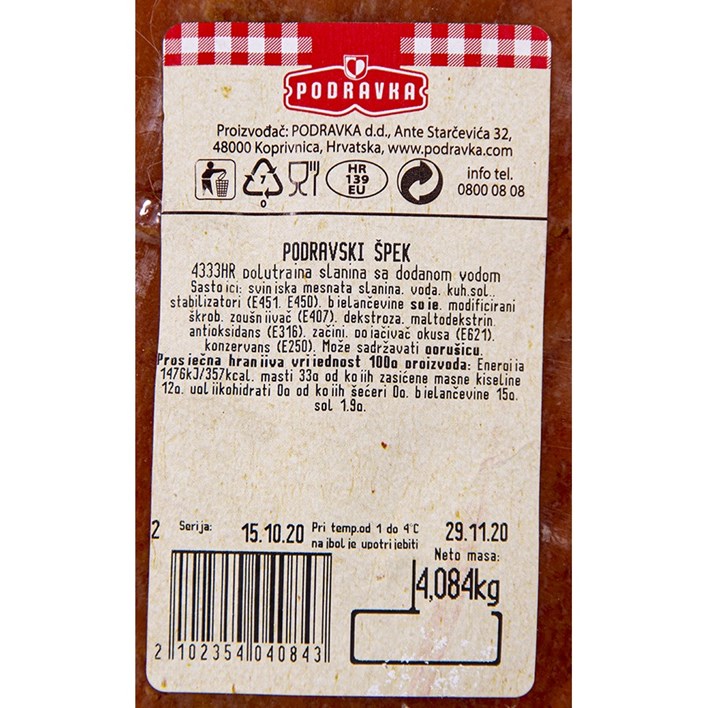 PODRAVKA
Proizvođač: PODRAVKA d.d., Ante Starčevića 32,
48000 Koprivnica, Hrvatska, www.podravka.com
7
0
HR
139
EU
info tel.
0800 08 08
PODRAVSKI ŠPEK
4333HR polutrajna slanina sa dodanom vodom
Sastojci: svinjska mesnata slanina, voda, kuh.sol,
stabilizatori (E451, E450), bjelančevine soje, modificirani
škrob, zgušnjivač (E407), dekstroza, maltodekstrin,
antioksidans (E316), začini, pojačivač okusa (E621),
konzervans (E250). Može sadržavati gorušicu.
Prosječna hranjiva vrijednost 100g proizvoda: Energija
1476kJ/357kcal, masti 33g od kojih zasićene masne kiseline
12g, ugljikohidrati 0g od kojih šećeri 0g, bjelančevine 15g,
sol 1.9g.
2 Serija: 15.10.20 Pri temp.od 1 do 4°C 29.11.20
najbolje upotrijebiti
Neto masa:
4,084kg
2 102354 040843